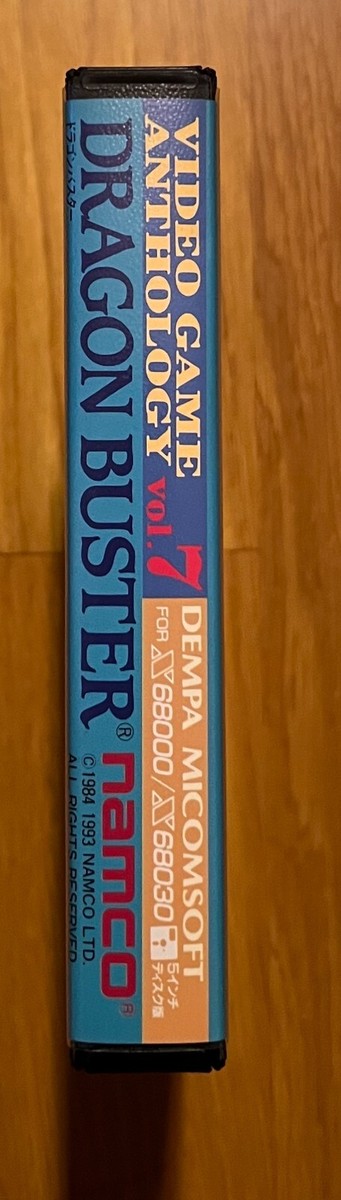 VIDEO GAME
ANTHOLOGY vol.7
DEMPA MICOMSOFT
FOR X68000/X68030
5インチ
ディスク版
DRAGON BUSTER®
ドラゴンバスター
namco®
©1984 1993 NAMCO LTD.
ALL RIGHTS RESERVED